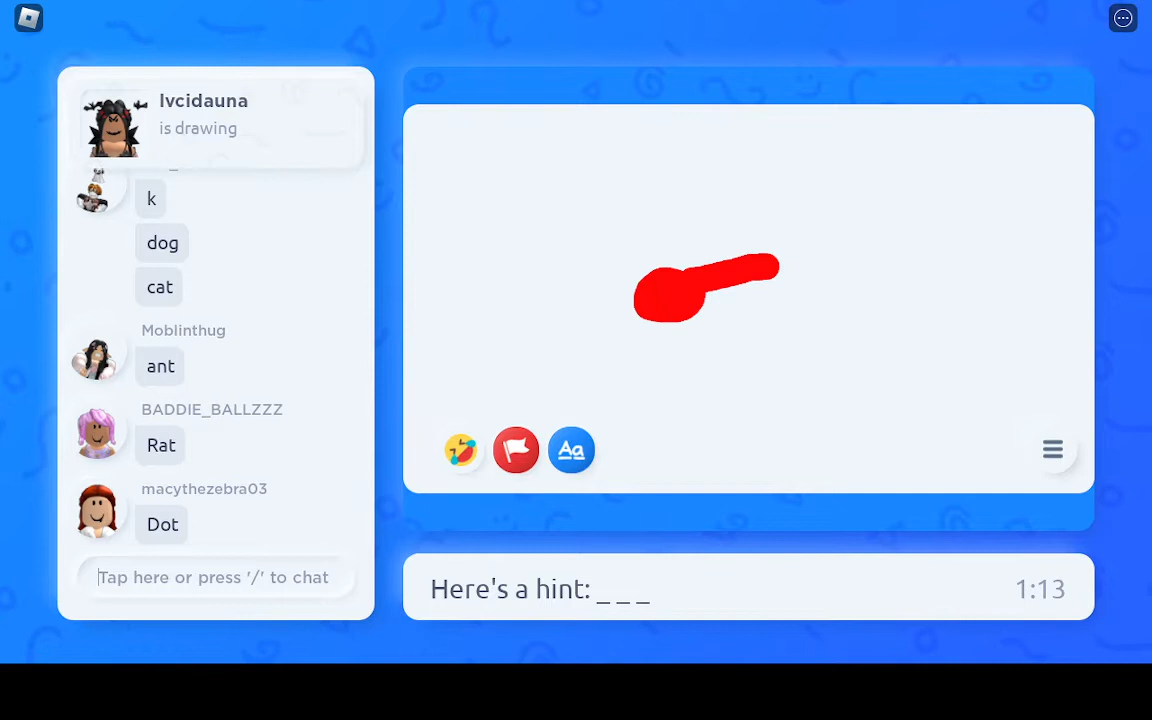 lvcidauna
is drawing
k
dog
cat
Moblinthug
ant
BADDIE_BALLZZZ
Rat
macythezebra03
Dot
Tap here or press '/' to chat
Aa
Here's a hint: _ _ _
1:13